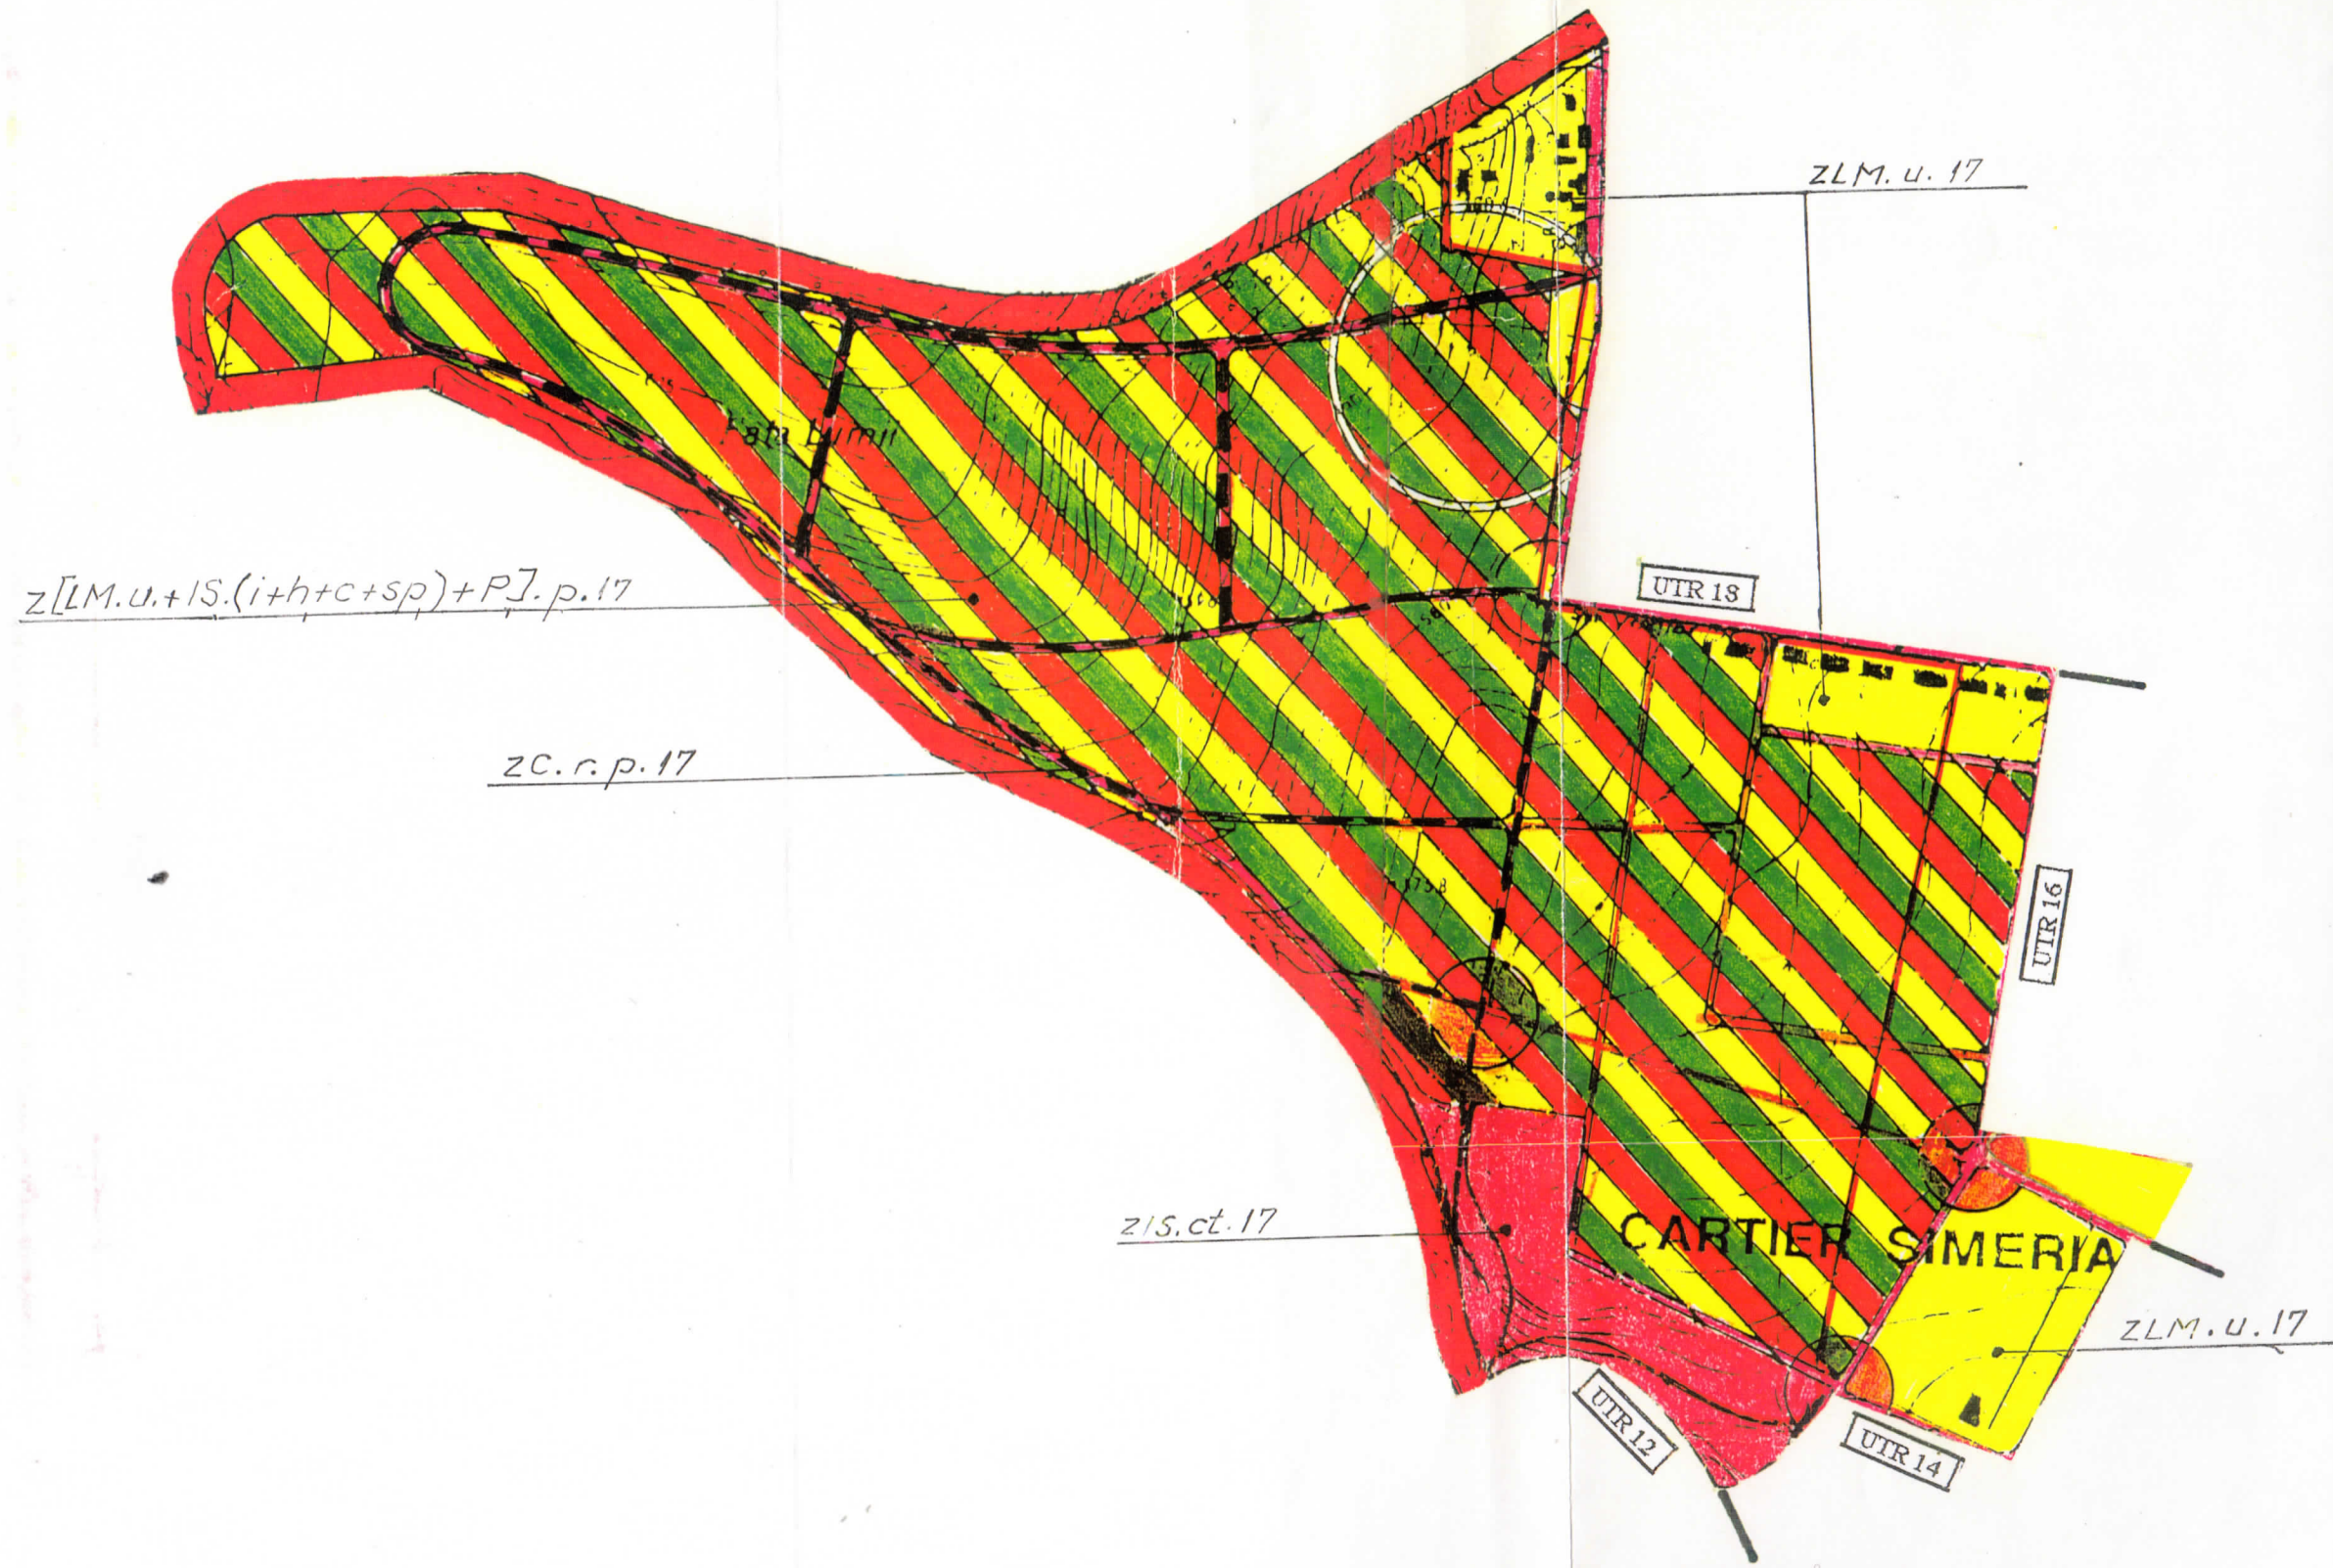 zLM.u.17
UTR 18
z[LM.u.+IS.(i+h+c+sp)+P].p.17
zC.r.p.17
UTR 16
zIS.ct.17
CARTIER SIMERIA
zLM.u.17
UTR 12
UTR 14